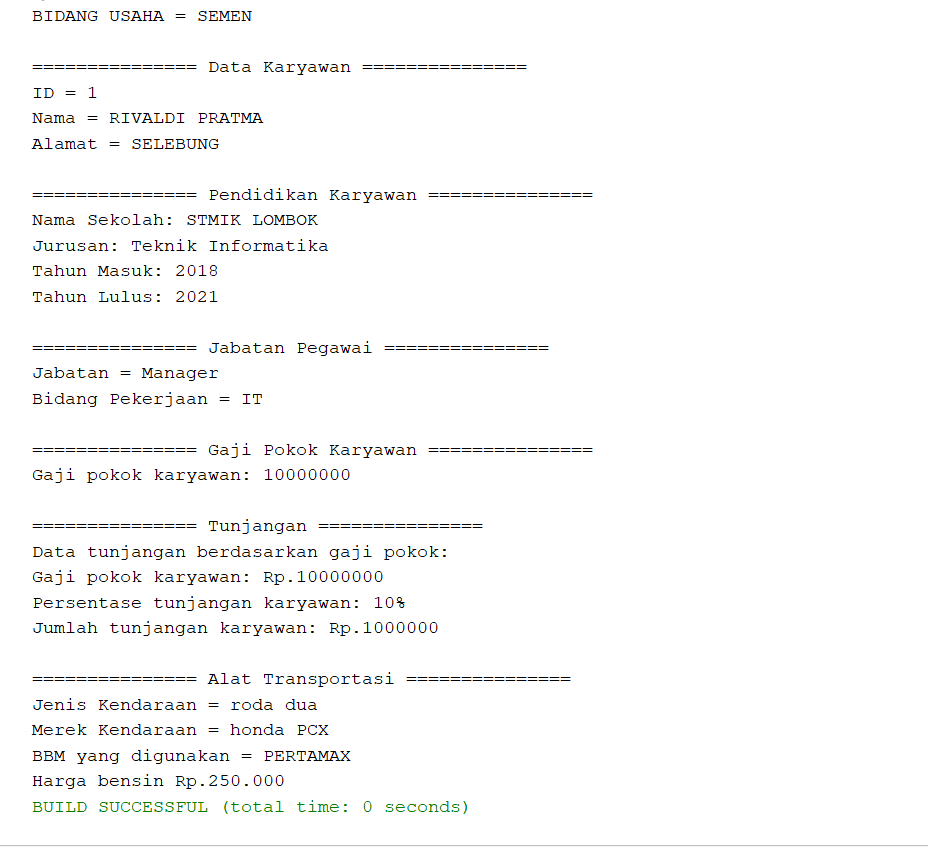 BIDANG USAHA = SEMEN
=============== Data Karyawan ===============
ID = 1
Nama = RIVALDI PRATMA
Alamat = SELEBUNG
=============== Pendidikan Karyawan ===============
Nama Sekolah: STMIK LOMBOK
Jurusan: Teknik Informatika
Tahun Masuk: 2018
Tahun Lulus: 2021
=============== Jabatan Pegawai ===============
Jabatan = Manager
Bidang Pekerjaan = IT
=============== Gaji Pokok Karyawan ===============
Gaji pokok karyawan: 10000000
=============== Tunjangan ===============
Data tunjangan berdasarkan gaji pokok:
Gaji pokok karyawan: Rp.10000000
Persentase tunjangan karyawan: 10%
Jumlah tunjangan karyawan: Rp.1000000
=============== Alat Transportasi ===============
Jenis Kendaraan = roda dua
Merek Kendaraan = honda PCX
BBM yang digunakan = PERTAMAX
Harga bensin Rp.250.000
BUILD SUCCESSFUL (total time: 0 seconds)